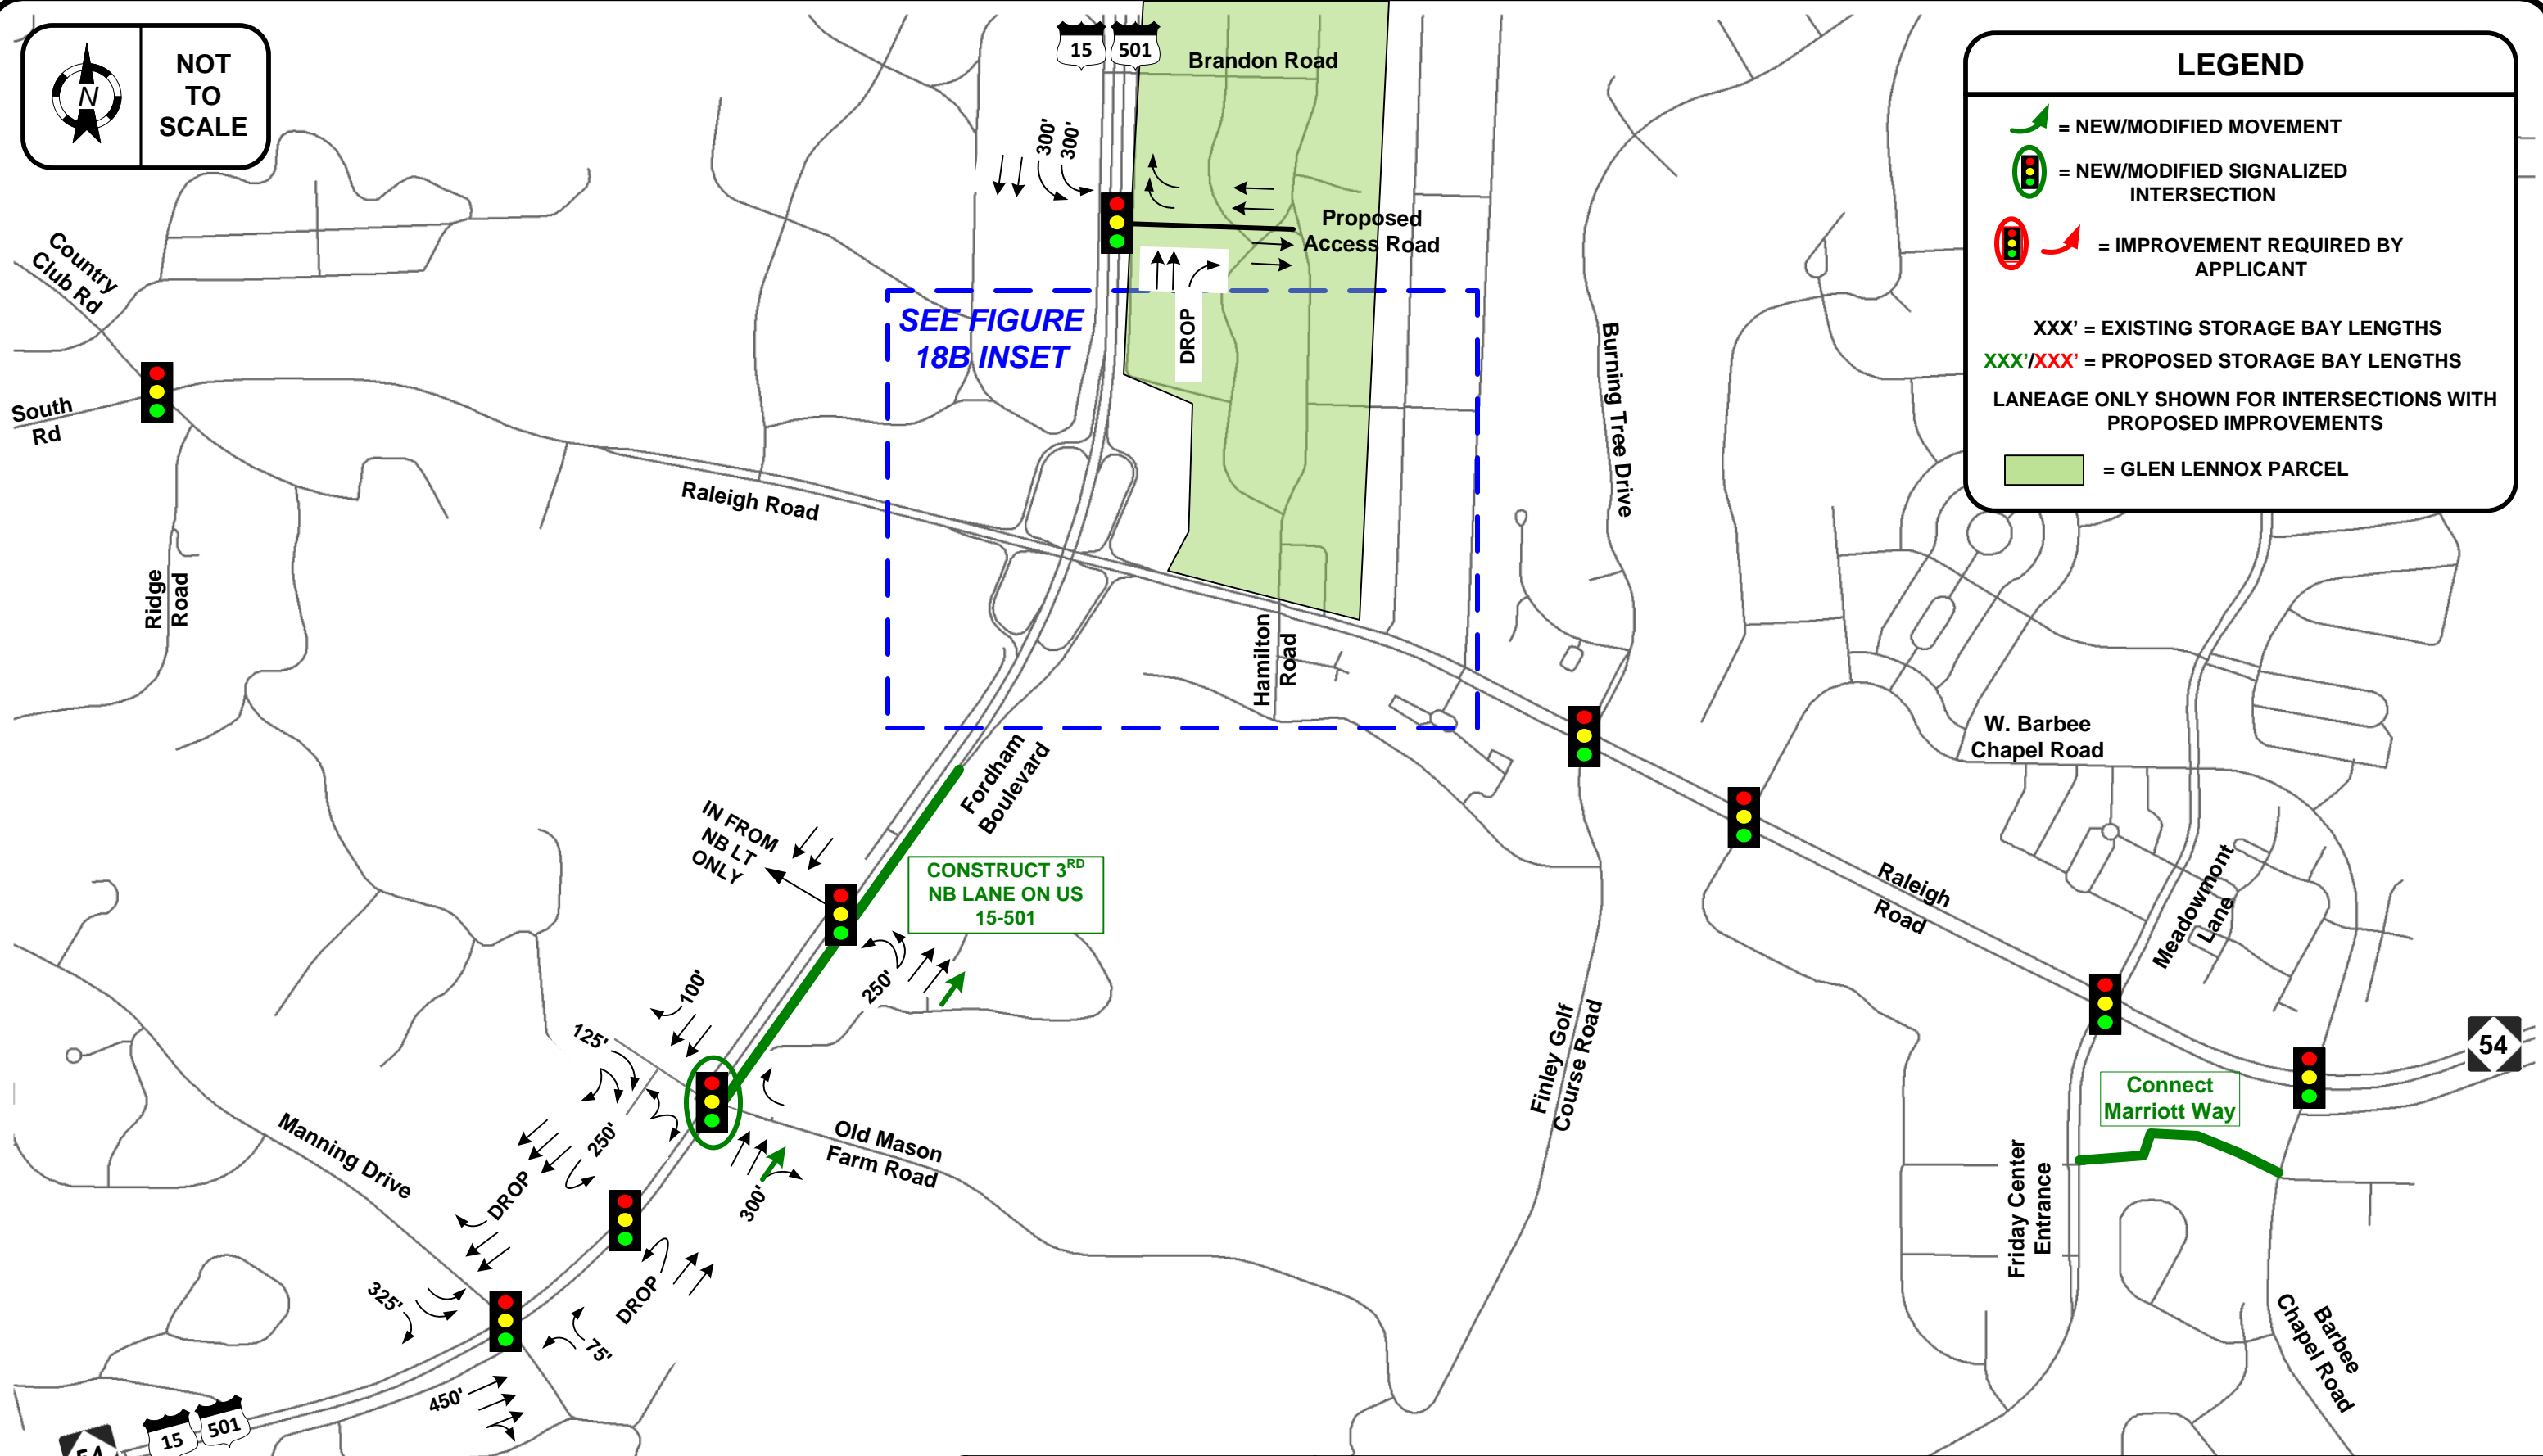 N
NOT
TO
SCALE
15
501
Brandon Road
LEGEND
= NEW/MODIFIED MOVEMENT
= NEW/MODIFIED SIGNALIZED
INTERSECTION
= IMPROVEMENT REQUIRED BY
APPLICANT
XXX' = EXISTING STORAGE BAY LENGTHS
XXX'/XXX' = PROPOSED STORAGE BAY LENGTHS
LANEAGE ONLY SHOWN FOR INTERSECTIONS WITH
PROPOSED IMPROVEMENTS
= GLEN LENNOX PARCEL
300'
300'
Proposed
Access Road
DROP
SEE FIGURE
18B INSET
Country
Club Rd
South
Rd
Raleigh Road
Ridge
Road
Burning Tree Drive
Hamilton
Road
Fordham
Boulevard
W. Barbee
Chapel Road
IN FROM
NB LT
ONLY
CONSTRUCT 3RD
NB LANE ON US
15-501
Raleigh
Road
Meadowmont
Lane
250'
100'
125'
Finley Golf
Course Road
54
Connect
Marriott Way
Manning Drive
250'
Old Mason
Farm Road
300'
DROP
Friday Center
Entrance
DROP
325'
75'
450'
Barbee
Chapel Road
54
15
501